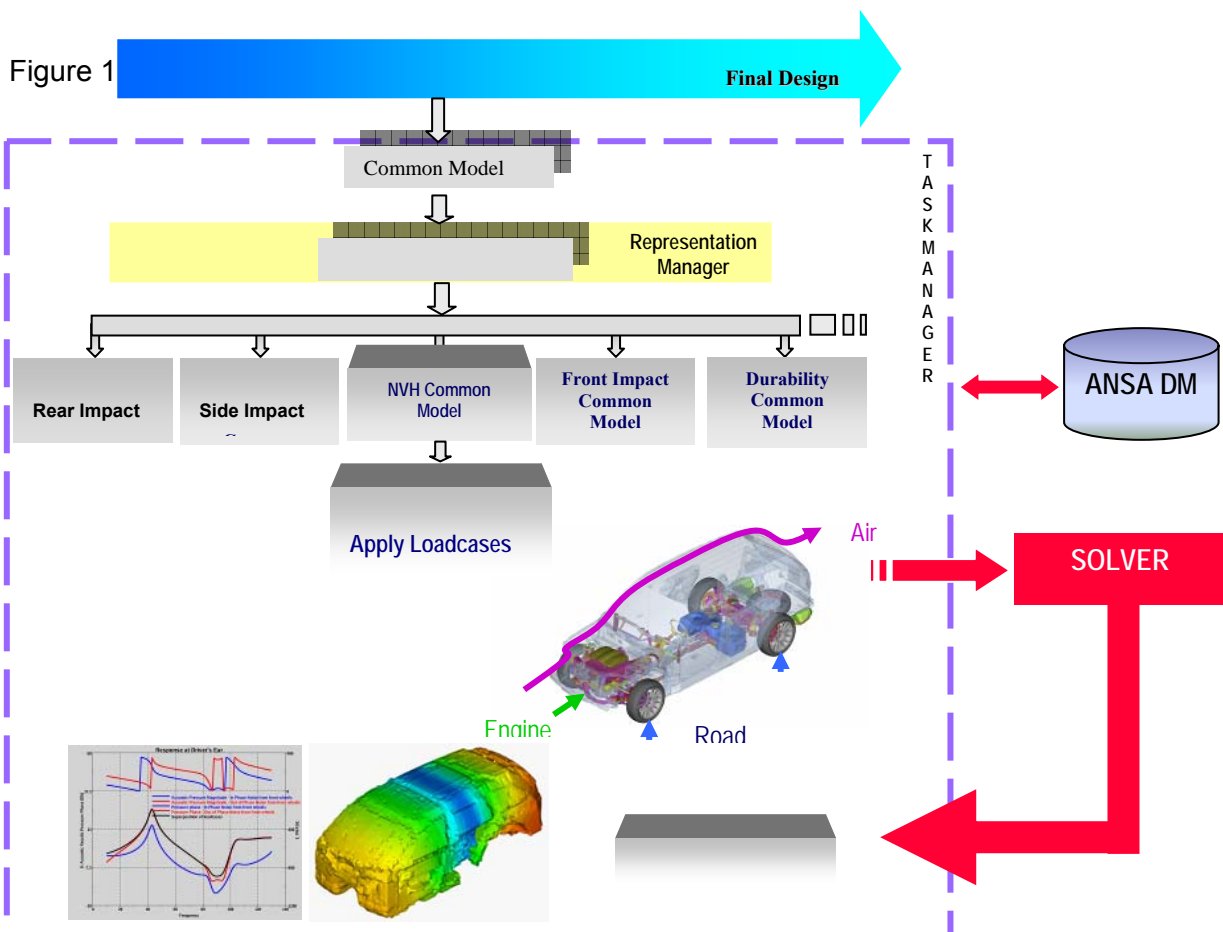 Figure 1
Final Design
Common Model
Representation
Manager
TASKMANAGER
Rear Impact
Side Impact
NVH Common
Model
Front Impact
Common
Model
Durability
Common
Model
ANSA DM
Apply Loadcases
Air
SOLVER
Engine
Road
Response at Driver's Ear
Frequency